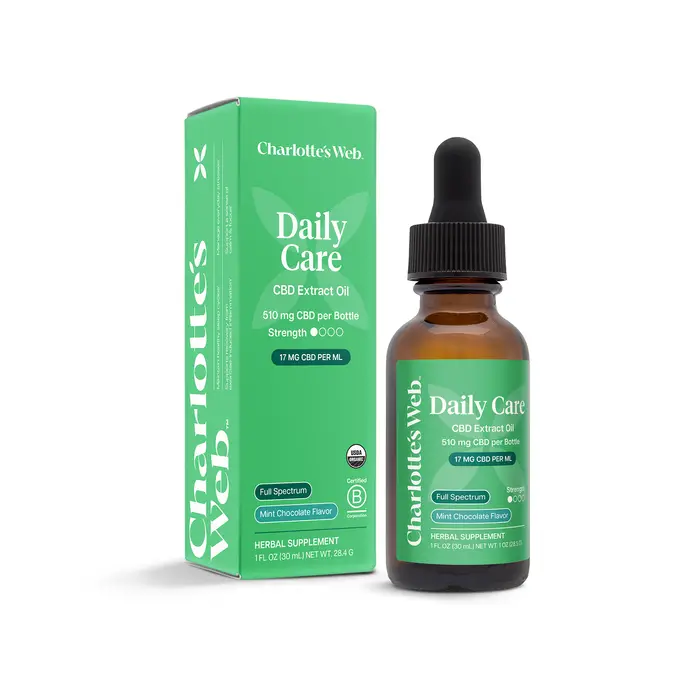 Charlotte's
Web™
Charlotte's Web.
Daily
Care
CBD Extract Oil
510 mg CBD per Bottle
Strength
17 MG CBD PER ML
USDA
ORGANIC
Full Spectrum
Mint Chocolate Flavor
Certified
B
Corporation
HERBAL SUPPLEMENT
1 FL OZ (30 mL) NET WT. 28.4 G
Charlotte's Web.
Daily Care
CBD Extract Oil
510 mg CBD per Bottle
17 MG CBD PER ML
Strength
Full Spectrum
Mint Chocolate Flavor
HERBAL SUPPLEMENT
1 FL OZ (30 mL) NET WT. 1 OZ (28.